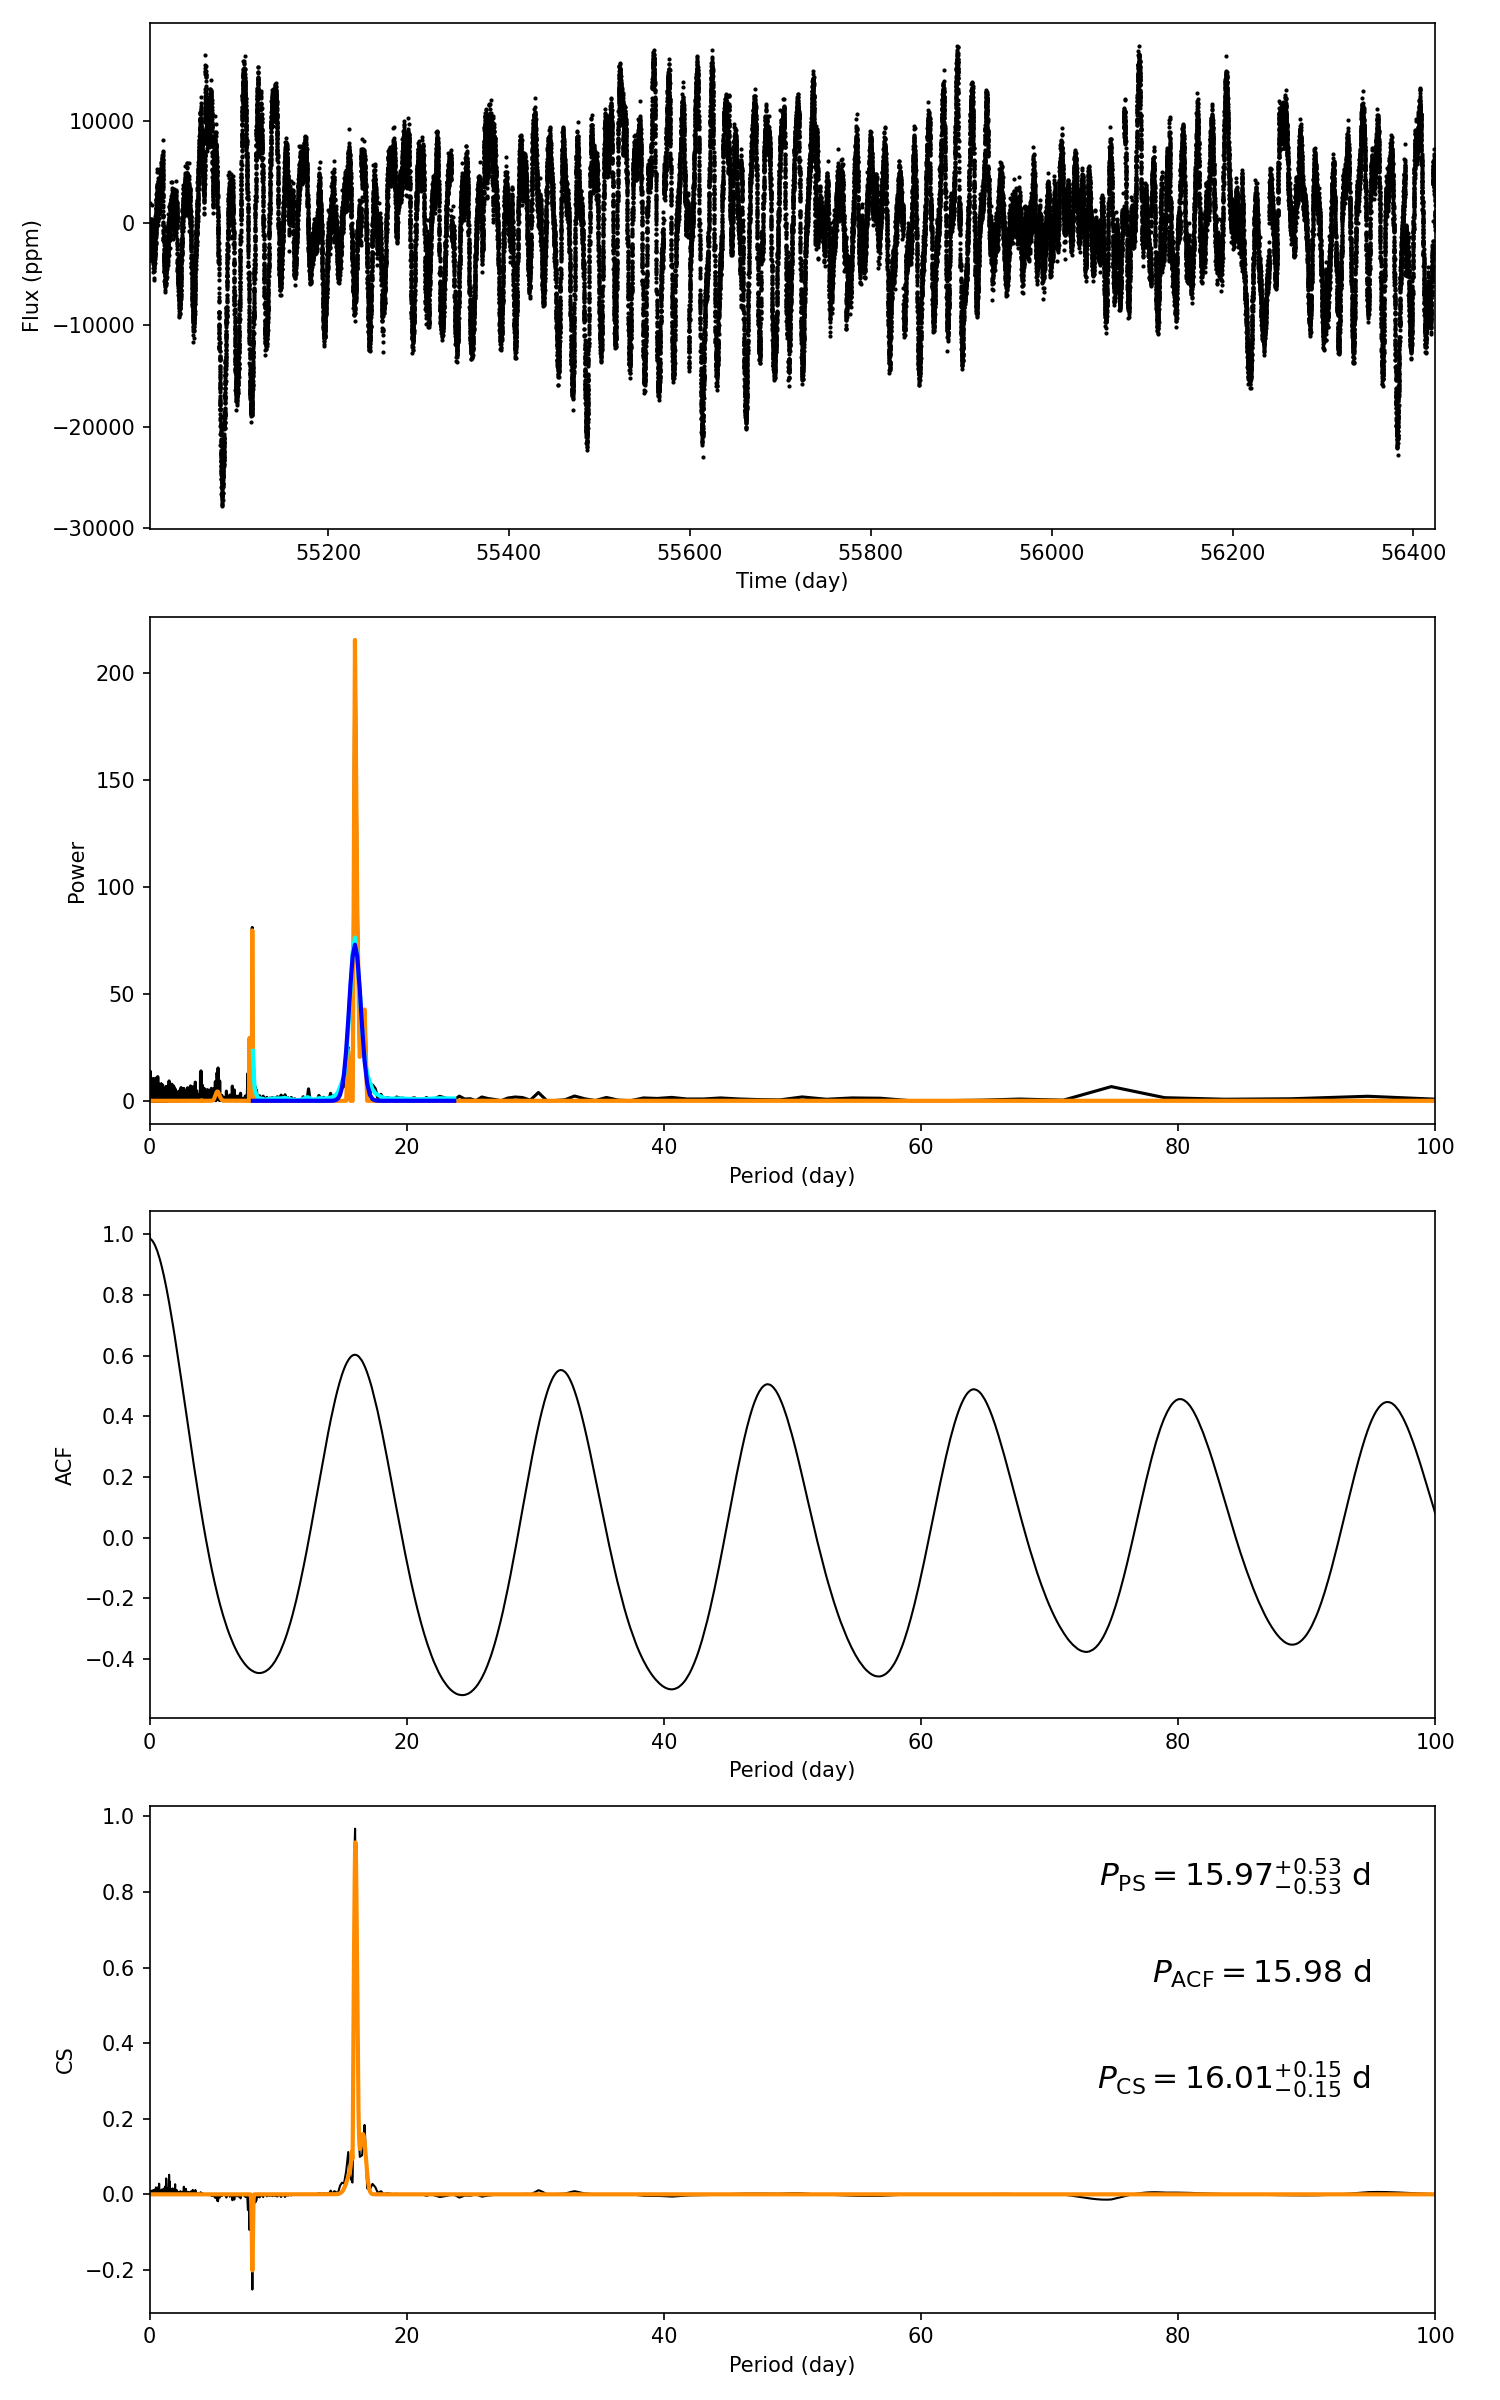 10000
0
−10000
−20000
−30000
Flux (ppm)
55200 55400 55600 55800 56000 56200 56400
Time (day)
200
150
100
50
0
Power
0 20 40 60 80 100
Period (day)
1.0
0.8
0.6
0.4
0.2
0.0
−0.2
−0.4
ACF
0 20 40 60 80 100
Period (day)
1.0
0.8
0.6
0.4
0.2
0.0
−0.2
CS
P_PS = 15.97^{+0.53}_{−0.53} d
P_ACF = 15.98 d
P_CS = 16.01^{+0.15}_{−0.15} d
0 20 40 60 80 100
Period (day)